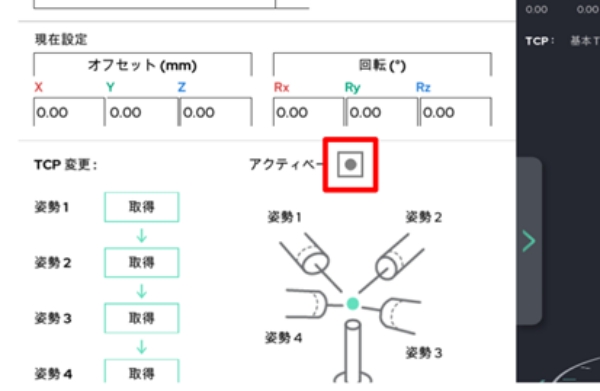 0.00 0.00
現在設定
TCP : 基本T
オフセット (mm) 回転 (°)
X Y Z Rx Ry Rz
0.00 0.00 0.00 0.00 0.00 0.00
TCP 変更 : アクティベー
姿勢 1 取得
姿勢 1 姿勢 2
姿勢 2 取得
姿勢 3 取得
姿勢 4 姿勢 3
姿勢 4 取得